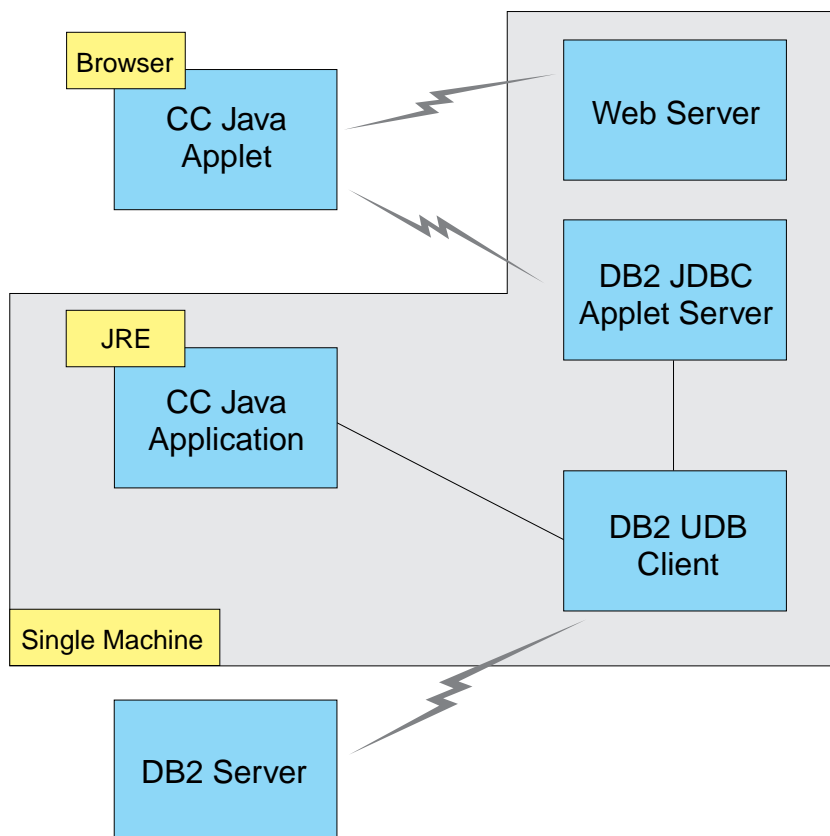 Browser
CC Java
Applet
Web Server
DB2 JDBC
Applet Server
JRE
CC Java
Application
DB2 UDB
Client
Single Machine
DB2 Server